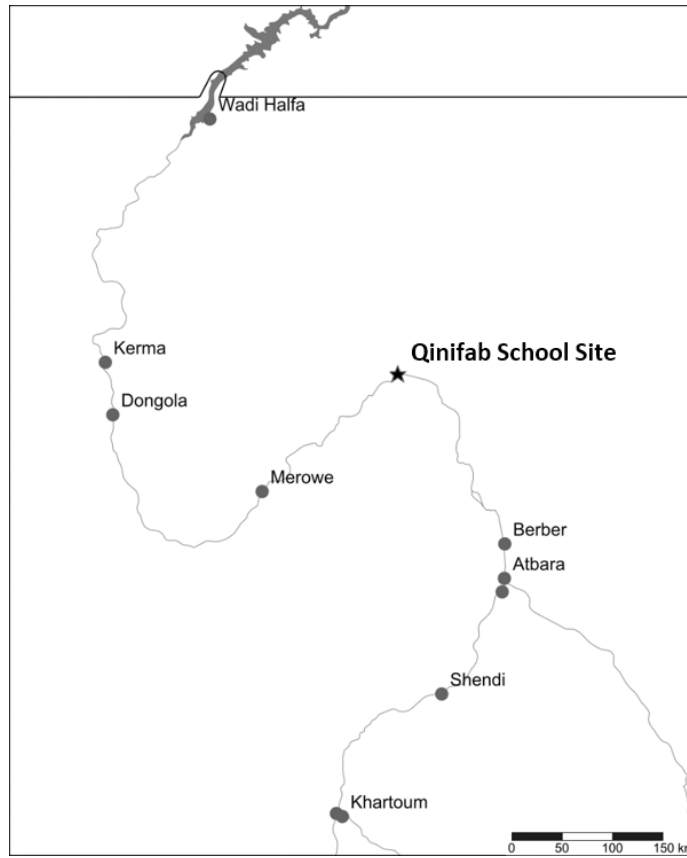 Wadi Halfa
Qinifab School Site
Kerma
Dongola
Merowe
Berber
Atbara
Shendi
Khartoum
0 50 100 150 km